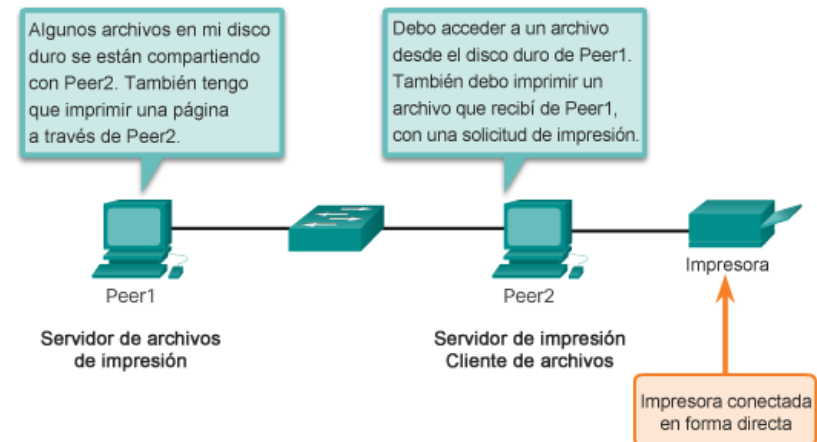 Algunos archivos en mi disco
duro se están compartiendo
con Peer2. También tengo
que imprimir una página
a través de Peer2.
Debo acceder a un archivo
desde el disco duro de Peer1.
También debo imprimir un
archivo que recibí de Peer1,
con una solicitud de impresión.
Peer1
Servidor de archivos
de impresión
Peer2
Servidor de impresión
Cliente de archivos
Impresora
Impresora conectada
en forma directa